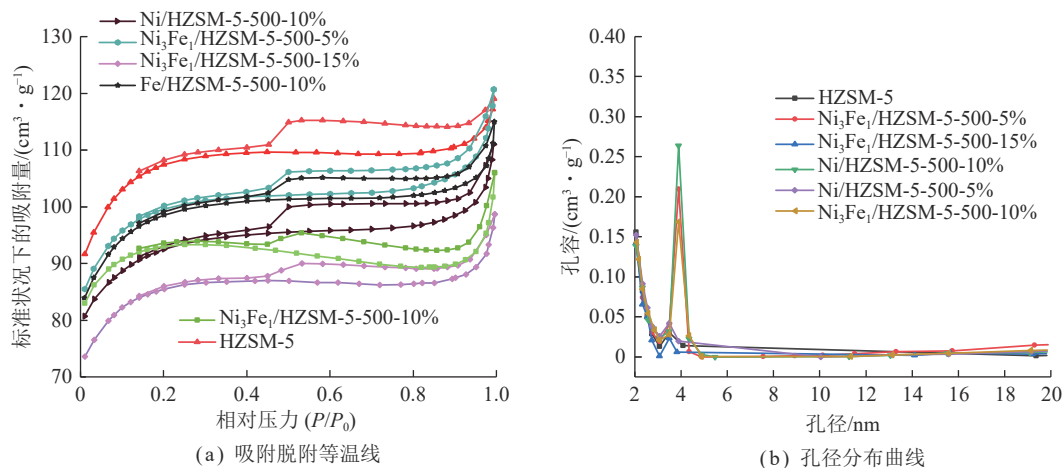 Ni/HZSM-5-500-10%
Ni₃Fe₁/HZSM-5-500-5%
Ni₃Fe₁/HZSM-5-500-15%
Fe/HZSM-5-500-10%
Ni₃Fe₁/HZSM-5-500-10%
HZSM-5
标准状况下的吸附量/(cm³·g⁻¹)
130
120
110
100
90
80
70
0 0.2 0.4 0.6 0.8 1.0
相对压力 (P/P₀)
(a) 吸附脱附等温线
HZSM-5
Ni₃Fe₁/HZSM-5-500-5%
Ni₃Fe₁/HZSM-5-500-15%
Ni/HZSM-5-500-10%
Ni/HZSM-5-500-5%
Ni₃Fe₁/HZSM-5-500-10%
孔容/(cm³·g⁻¹)
0.40
0.35
0.30
0.25
0.20
0.15
0.10
0.05
0
2 4 6 8 10 12 14 16 18 20
孔径/nm
(b) 孔径分布曲线